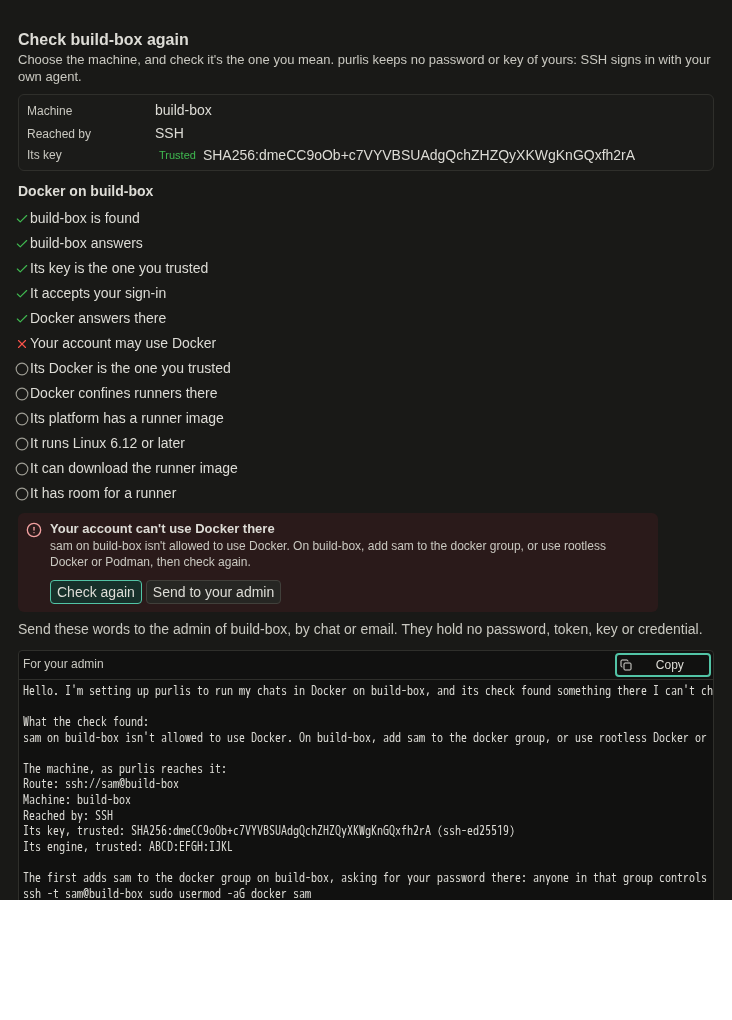 Check build-box again
Choose the machine, and check it's the one you mean. purlis keeps no password or key of yours: SSH signs in with your
own agent.
Machine build-box
Reached by SSH
Its key Trusted SHA256:dmeCC9oOb+c7VYVBSUAdgQchZHZQyXKWgKnGQxfh2rA
Docker on build-box
build-box is found
build-box answers
Its key is the one you trusted
It accepts your sign-in
Docker answers there
Your account may use Docker
Its Docker is the one you trusted
Docker confines runners there
Its platform has a runner image
It runs Linux 6.12 or later
It can download the runner image
It has room for a runner
Your account can't use Docker there
sam on build-box isn't allowed to use Docker. On build-box, add sam to the docker group, or use rootless
Docker or Podman, then check again.
Check again Send to your admin
Send these words to the admin of build-box, by chat or email. They hold no password, token, key or credential.
For your admin Copy
Hello. I'm setting up purlis to run my chats in Docker on build-box, and its check found something there I can't ch
What the check found:
sam on build-box isn't allowed to use Docker. On build-box, add sam to the docker group, or use rootless Docker or
The machine, as purlis reaches it:
Route: ssh://sam@build-box
Machine: build-box
Reached by: SSH
Its key, trusted: SHA256:dmeCC9oOb+c7VYVBSUAdgQchZHZQyXKWgKnGQxfh2rA (ssh-ed25519)
Its engine, trusted: ABCD:EFGH:IJKL
The first adds sam to the docker group on build-box, asking for your password there: anyone in that group controls
ssh -t sam@build-box sudo usermod -aG docker sam